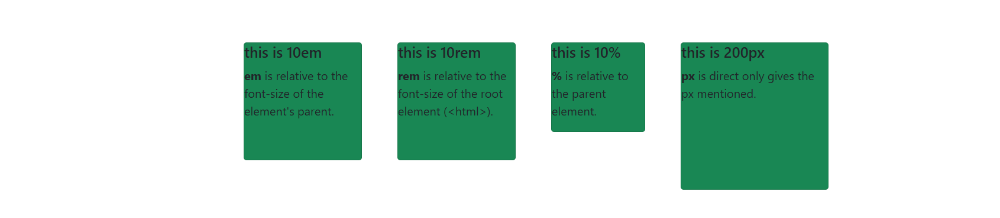 this is 10em
em is relative to the
font-size of the
element's parent.
this is 10rem
rem is relative to the
font-size of the root
element (<html>).
this is 10%
% is relative to
the parent
element.
this is 200px
px is direct only gives the
px mentioned.